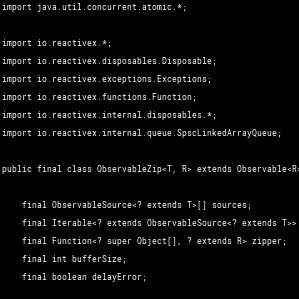 import java.util.concurrent.atomic.*;
import io.reactivex.*;
import io.reactivex.disposables.Disposable;
import io.reactivex.exceptions.Exceptions;
import io.reactivex.functions.Function;
import io.reactivex.internal.disposables.*;
import io.reactivex.internal.queue.SpscLinkedArrayQueue;
public final class ObservableZip<T, R> extends Observable<R>
final ObservableSource<? extends T>[] sources;
final Iterable<? extends ObservableSource<? extends T>>
final Function<? super Object[], ? extends R> zipper;
final int bufferSize;
final boolean delayError;